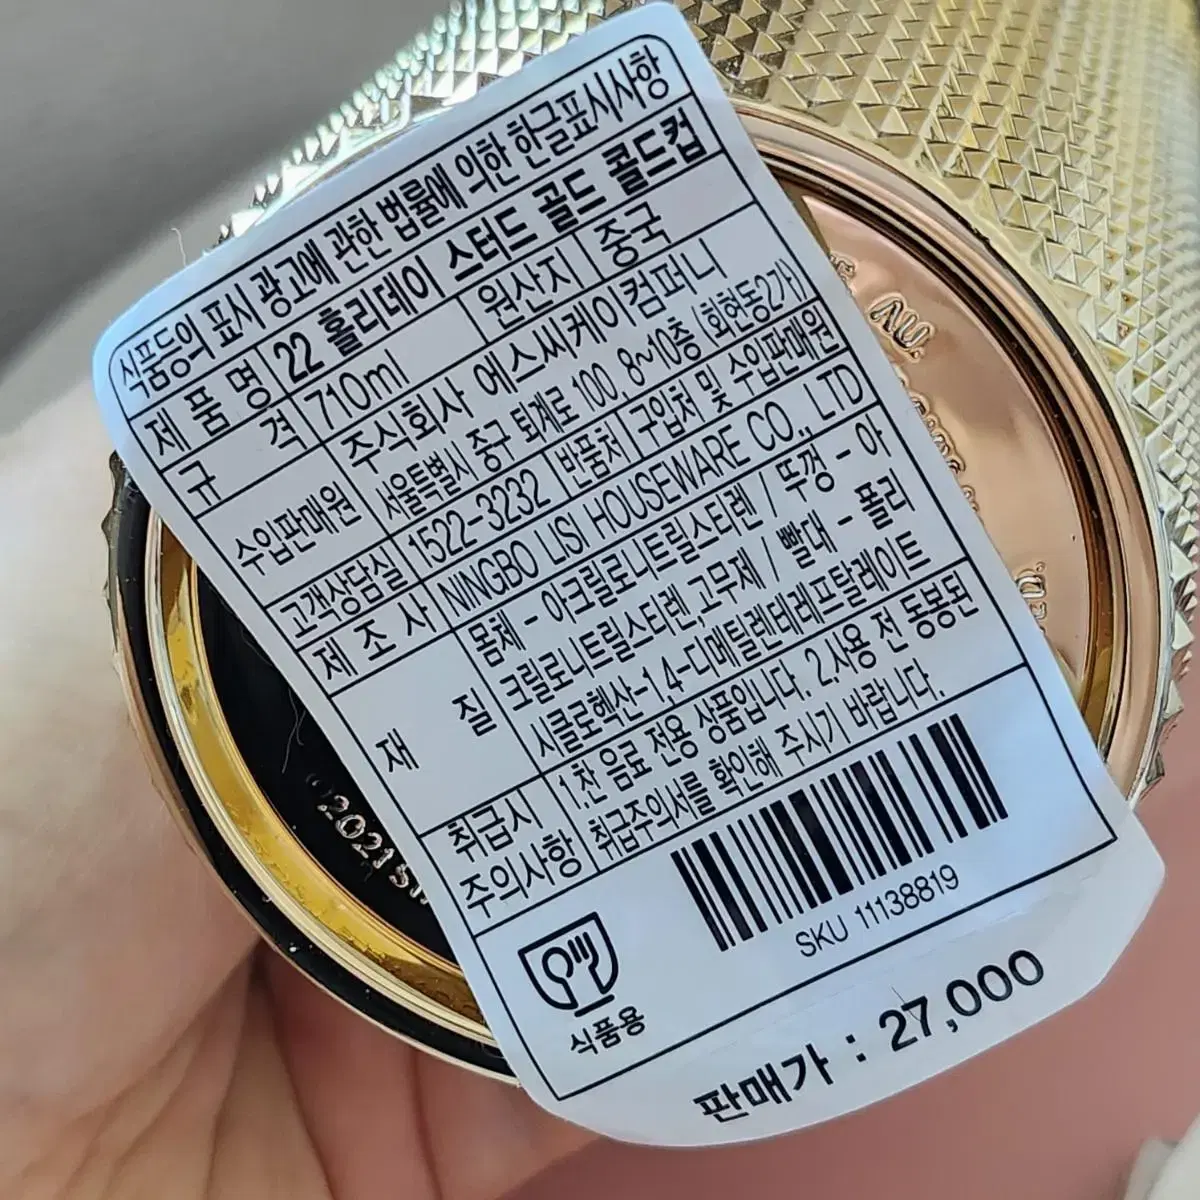 식품등의 표시 광고에 관한 법률에 의한 한글표시사항
제 품 명 22 홀리데이 스터드 골드 콜드컵
규 격 710ml 원산지 중국
수입판매원 주식회사 에스씨케이컴퍼니
서울특별시 중구 퇴계로 100, 8~10층 (회현동2가)
고객상담실 1522-3232 반품처 구입처 및 수입판매원
제 조 사 NINGBO LISI HOUSEWARE CO., LTD
재 질 몸체 - 아크릴로니트릴스티렌 / 뚜껑 - 아
크릴로니트릴스티렌,고무제 / 빨대 - 폴리
시클로헥산-1,4-디메틸렌테레프탈레이트
취급시 주의사항 1.찬 음료 전용 상품입니다. 2.사용 전 동봉된
취급주의서를 확인해 주시기 바랍니다.
SKU 11138819
식품용
판매가 : 27,000
2021